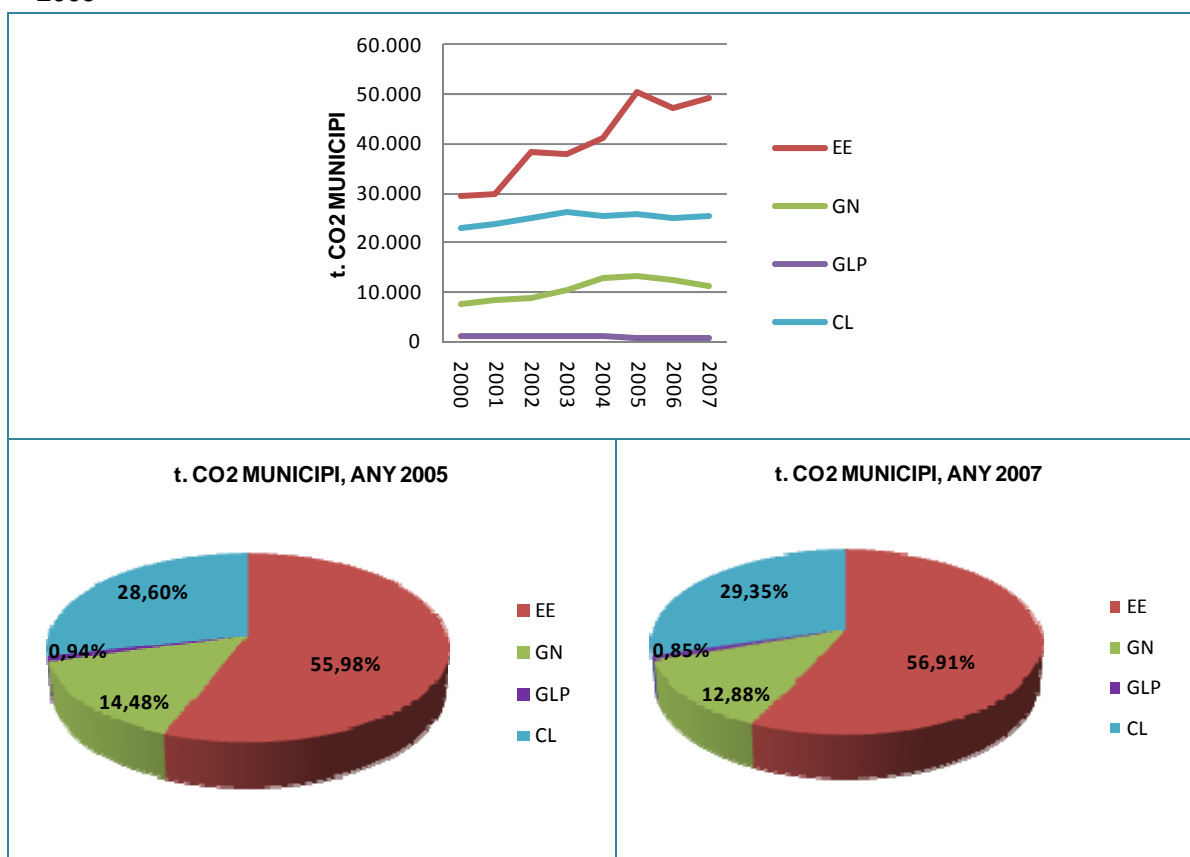 60.000
50.000
40.000
30.000
20.000
10.000
0
t. CO2 MUNICIPI
2000
2001
2002
2003
2004
2005
2006
2007
EE
GN
GLP
CL
t. CO2 MUNICIPI, ANY 2005
28,60%
0,94%
14,48%
55,98%
EE
GN
GLP
CL
t. CO2 MUNICIPI, ANY 2007
29,35%
0,85%
12,88%
56,91%
EE
GN
GLP
CL